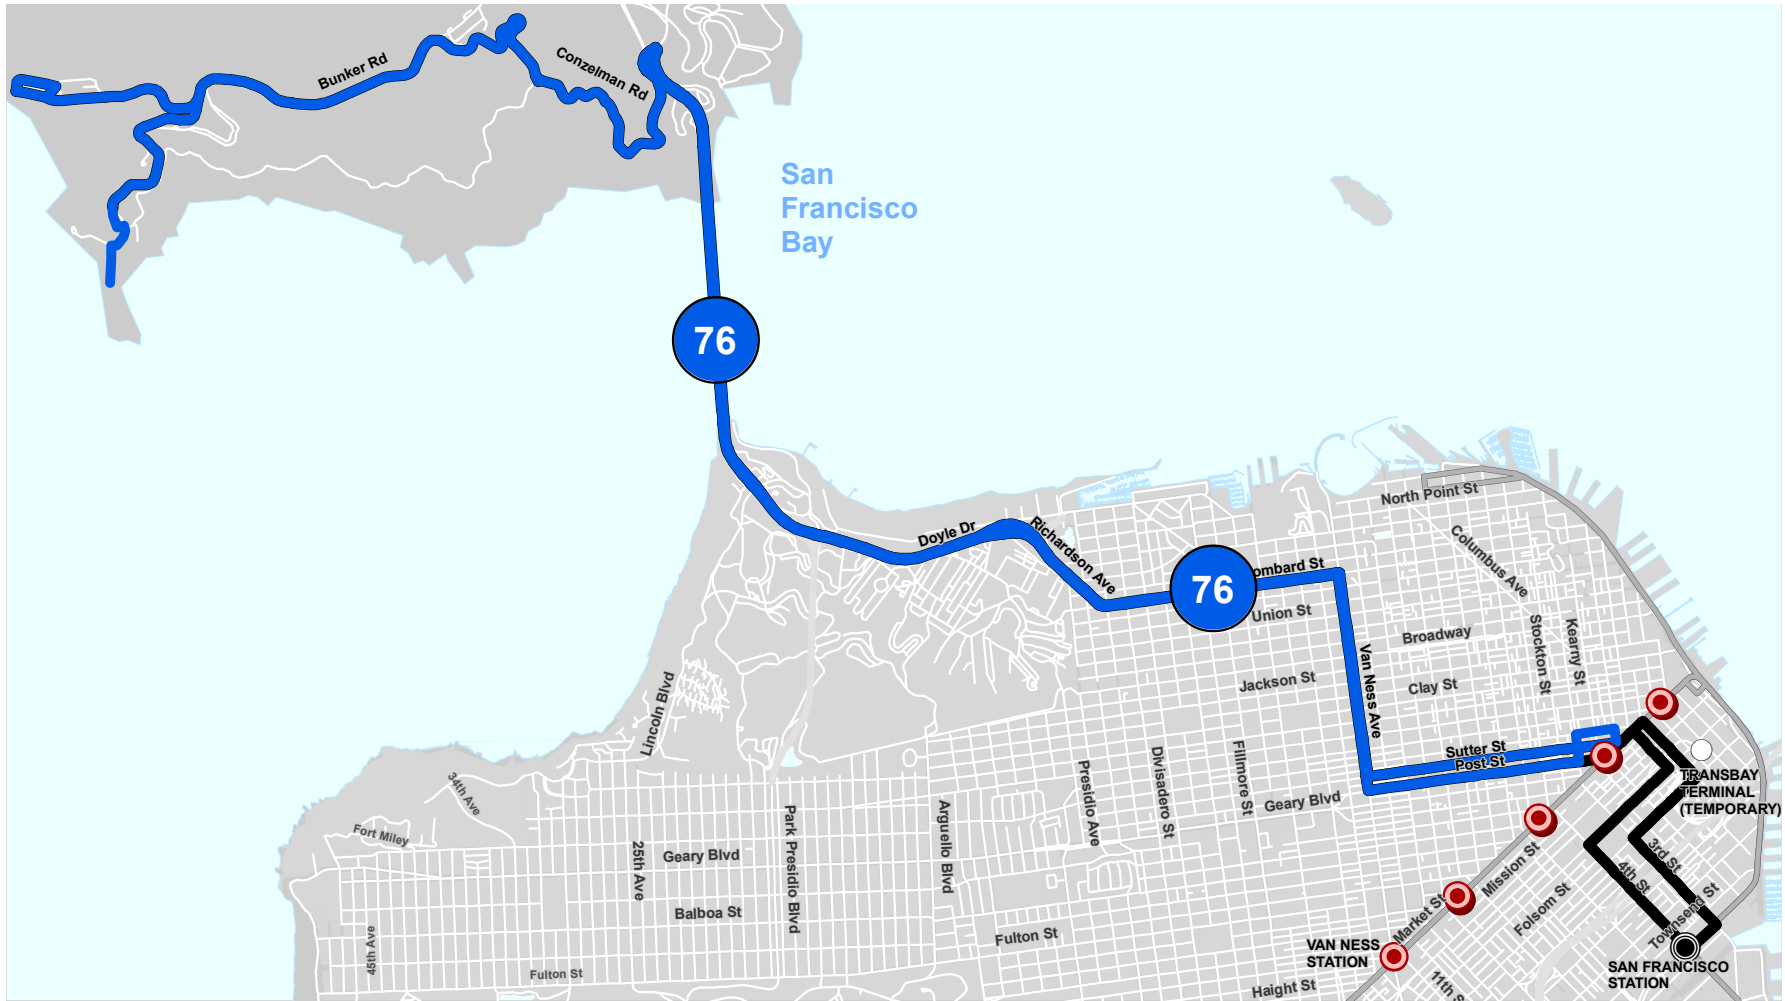 Bunker Rd
Conzelman Rd
San
Francisco
Bay
76
North Point St
Columbus Ave
Doyle Dr
Richardson Ave
76
ombard St
Union St
Broadway
Stockton St
Kearny St
Jackson St
Clay St
Van Ness Ave
Lincoln Blvd
Sutter St
Post St
34th Ave
Fort Miley
25th Ave
Geary Blvd
Park Presidio Blvd
Arguello Blvd
Presidio Ave
Divisadero St
Fillmore St
Geary Blvd
TRANSBAY
TERMINAL
(TEMPORARY)
3rd St
4th St
Mission St
Market St
Folsom St
Townsend St
Balboa St
Fulton St
45th Ave
Fulton St
VAN NESS
STATION
SAN FRANCISCO
STATION
Haight St
11th S